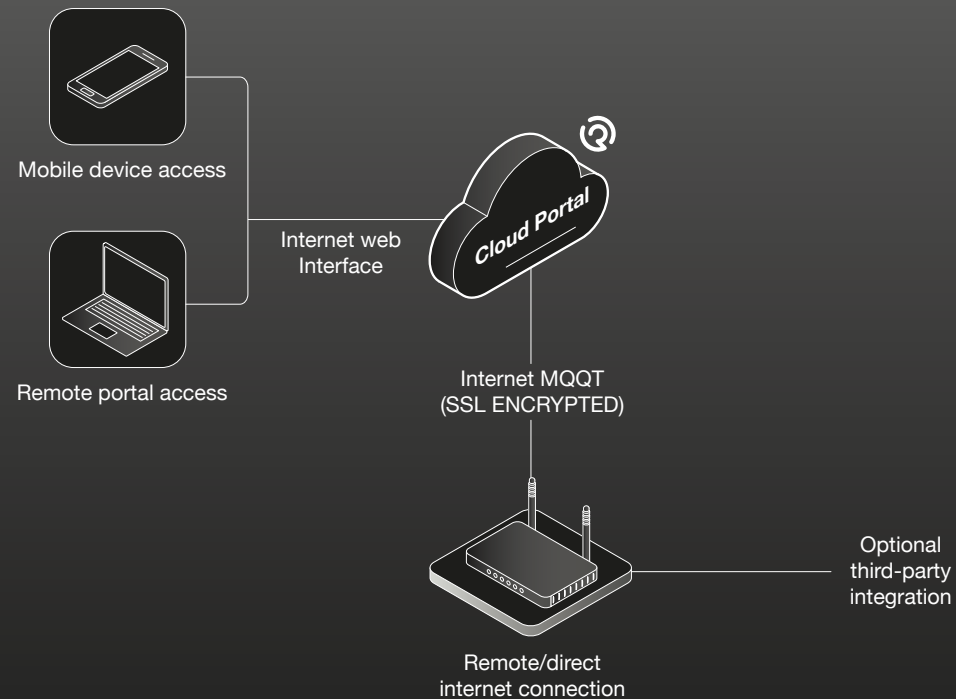 Mobile device access
Cloud Portal
Internet web
Interface
Remote portal access
Internet MQQT
(SSL ENCRYPTED)
Optional
third-party
integration
Remote/direct
internet connection